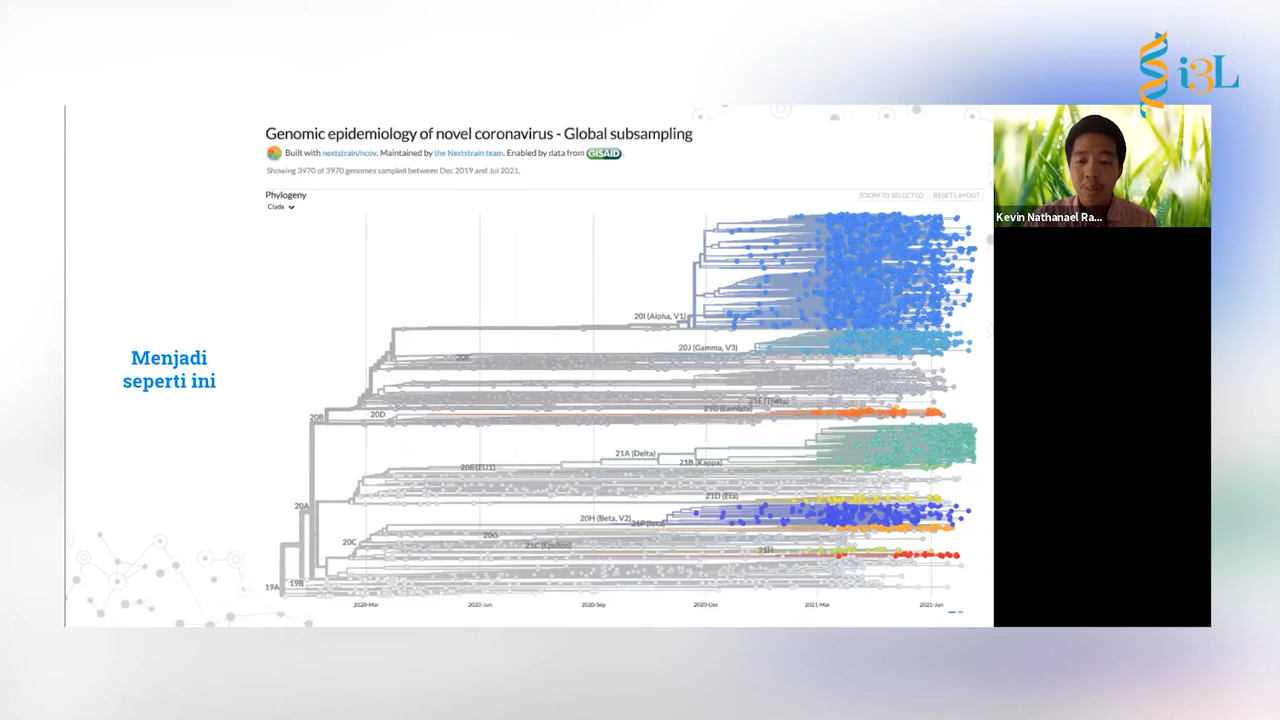 i3L
Genomic epidemiology of novel coronavirus - Global subsampling
Built with nextstrain/ncov. Maintained by the Nextstrain team. Enabled by data from GISAID.
Showing 3970 of 3970 genomes sampled between Dec 2019 and Jul 2021.
Phylogeny
ZOOM TO SELECTED
RESET LAYOUT
Clade
Kevin Nathanael Ra...
20I (Alpha, V1)
20J (Gamma, V3)
Menjadi
seperti ini
21E (Theta)
21G (Lambda)
20D
20B
21A (Delta)
21B (Kappa)
20E (EU1)
21D (Eta)
20A
20H (Beta, V2)
21F (Iota)
20G
20C
21C (Epsilon)
21H
19B
19A
2020-Mar
2020-Jun
2020-Sep
2020-Dec
2021-Mar
2021-Jun